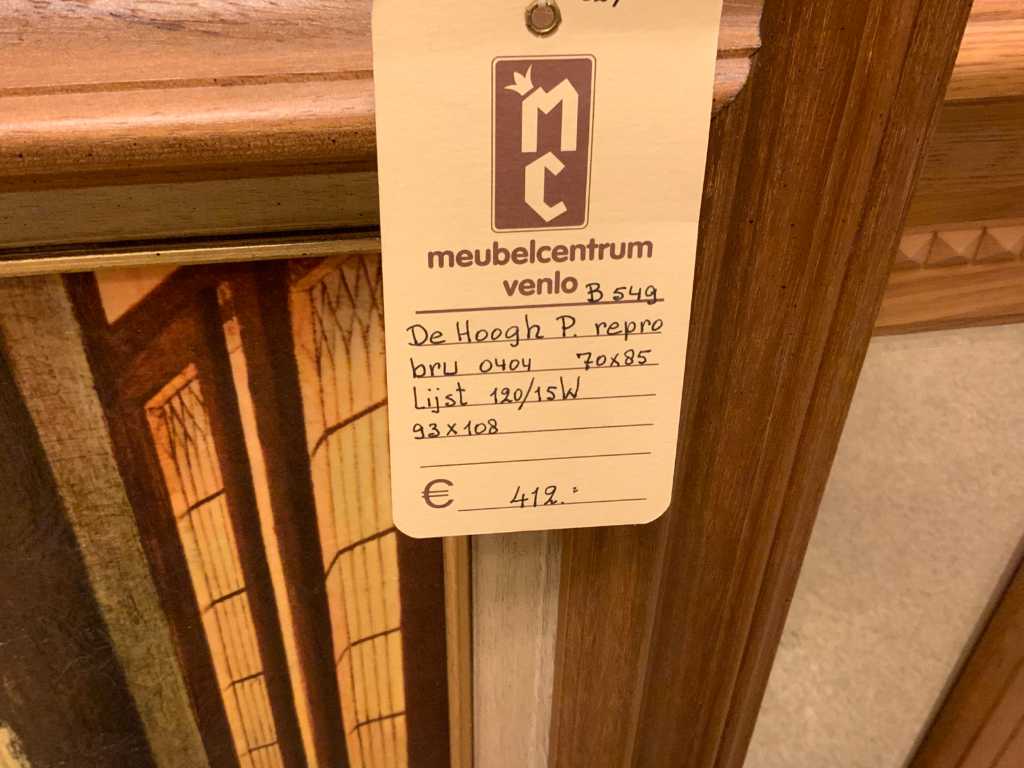 MC
meubelcentrum
venlo B 549
De Hoogh P. repro
bru 0404 70x85
Lijst 120/15W
93x108
€ 412.-